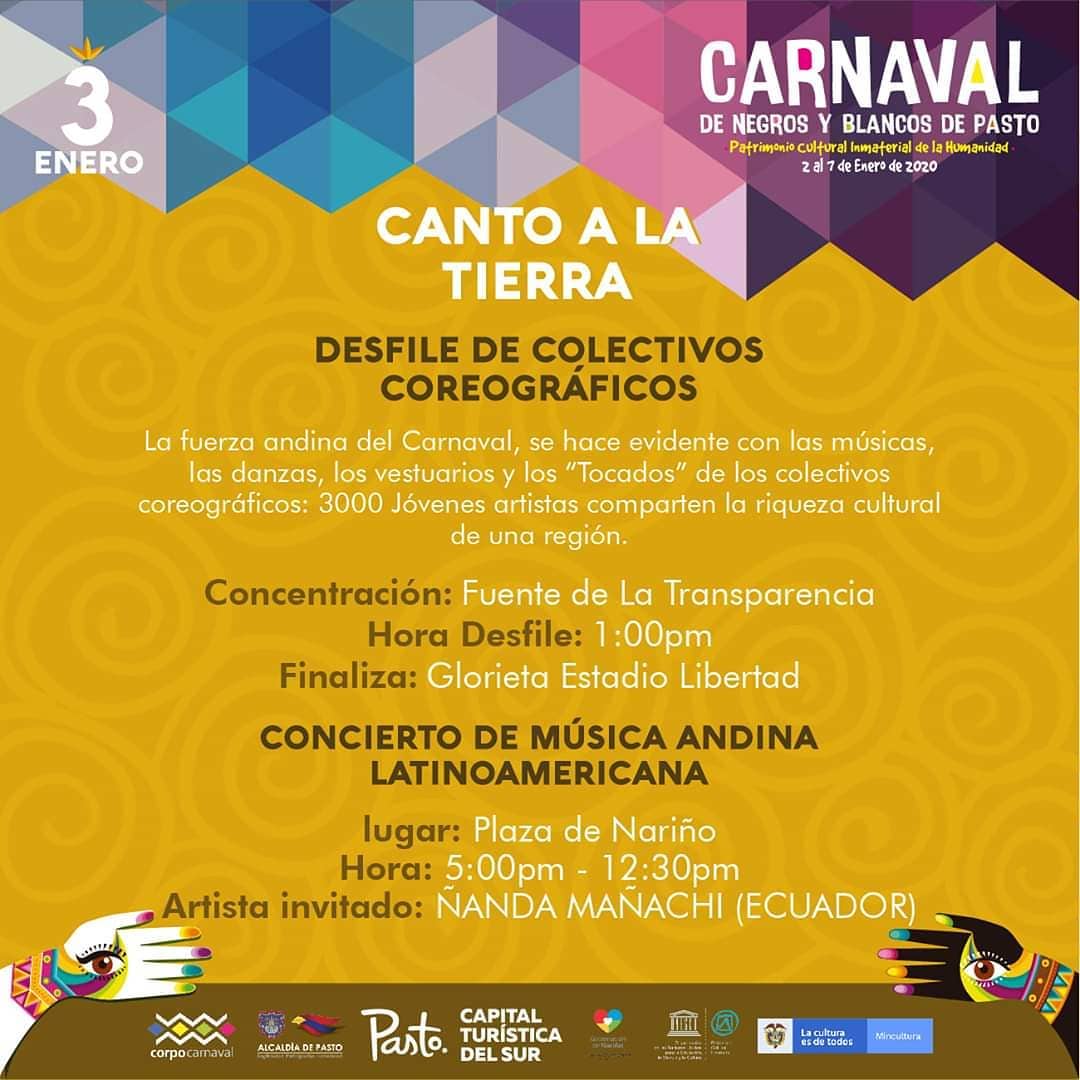 3
ENERO
CARNAVAL
DE NEGROS Y BLANCOS DE PASTO
Patrimonio Cultural Inmaterial de la Humanidad
2 al 7 de Enero de 2020
CANTO A LA
TIERRA
DESFILE DE COLECTIVOS
COREOGRÁFICOS
La fuerza andina del Carnaval, se hace evidente con las músicas,
las danzas, los vestuarios y los “Tocados” de los colectivos
coreográficos: 3000 Jóvenes artistas comparten la riqueza cultural
de una región.
Concentración: Fuente de La Transparencia
Hora Desfile: 1:00pm
Finaliza: Glorieta Estadio Libertad
CONCIERTO DE MÚSICA ANDINA
LATINOAMERICANA
lugar: Plaza de Nariño
Hora: 5:00pm - 12:30pm
Artista invitado: ÑANDA MAÑACHI (ECUADOR)
corpocarnaval
ALCALDÍA DE PASTO
Pasto.
CAPITAL
TURÍSTICA
DEL SUR
La cultura
es de todos
Mincultura